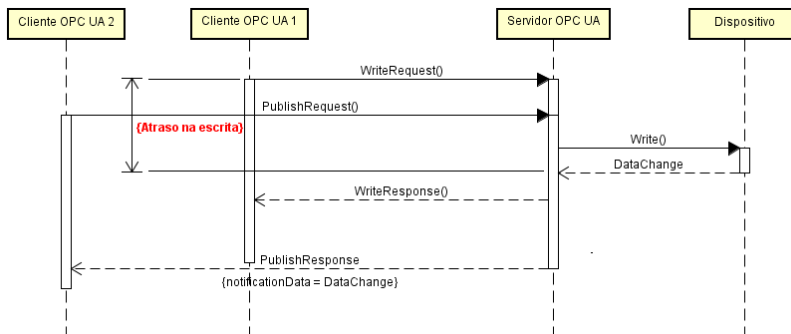 Cliente OPC UA 2
Cliente OPC UA 1
Servidor OPC UA
Dispositivo
WriteRequest()
PublishRequest()
{Atraso na escrita}
Write()
DataChange
WriteResponse()
PublishResponse
{notificationData = DataChange}